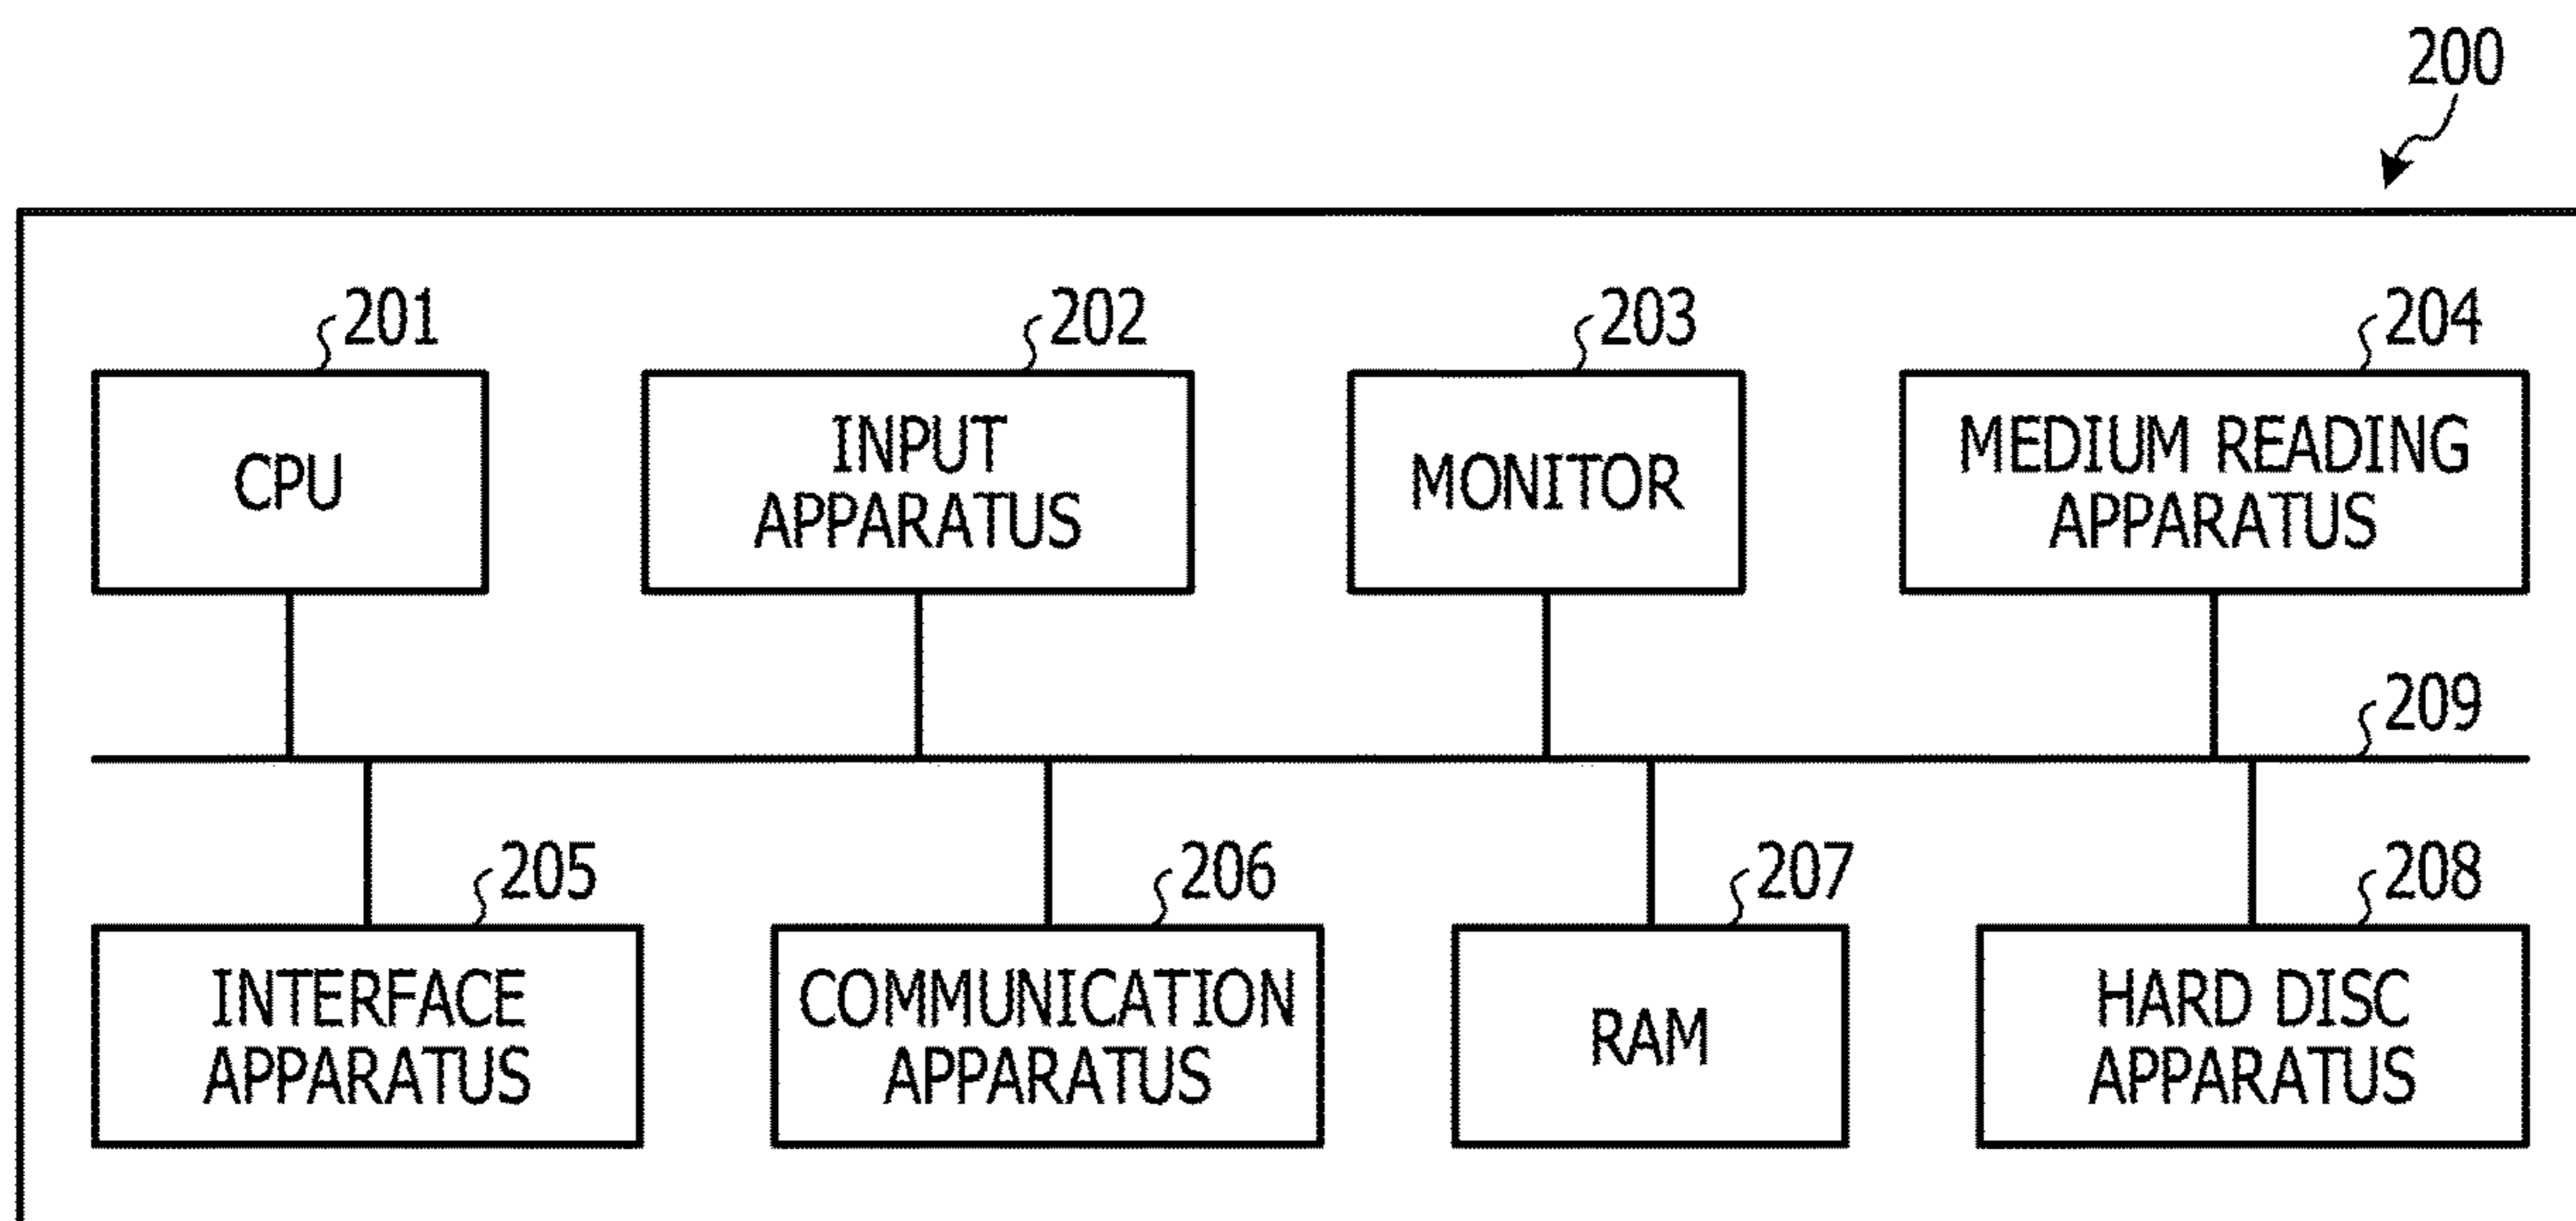 200
201
202
203
204
CPU
INPUT
APPARATUS
MONITOR
MEDIUM READING
APPARATUS
209
205
206
207
208
INTERFACE
APPARATUS
COMMUNICATION
APPARATUS
RAM
HARD DISC
APPARATUS